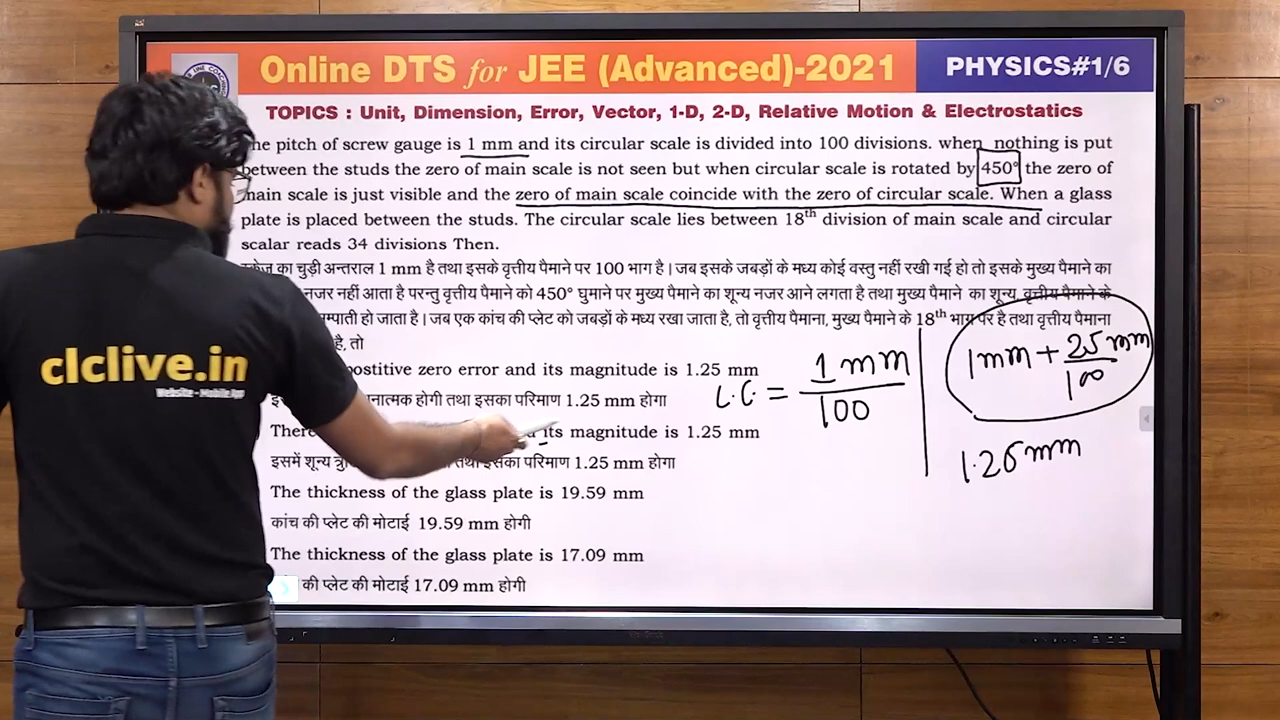 Online DTS for JEE (Advanced)-2021
PHYSICS#1/6
TOPICS : Unit, Dimension, Error, Vector, 1-D, 2-D, Relative Motion & Electrostatics
he pitch of screw gauge is 1 mm and its circular scale is divided into 100 divisions. when nothing is put
between the studs the zero of main scale is not seen but when circular scale is rotated by 450° the zero of
main scale is just visible and the zero of main scale coincide with the zero of circular scale. When a glass
plate is placed between the studs. The circular scale lies between 18th division of main scale and circular
scalar reads 34 divisions Then.
का चुड़ी अन्तराल 1 mm है तथा इसके वृत्तीय पैमाने पर 100 भाग है। जब इसके जबड़ों के मध्य कोई वस्तु नहीं रखी गई हो तो इसके मुख्य पैमाने का
नजर नहीं आता है परन्तु वृत्तीय पैमाने को 450° घुमाने पर मुख्य पैमाने का शून्य नजर आने लगता है तथा मुख्य पैमाने का शून्य, वृत्तीय पैमाने के
म्पाती हो जाता है। जब एक कांच की प्लेट को जबड़ों के मध्य रखा जाता है, तो वृत्तीय पैमाना, मुख्य पैमाने के 18th भाग पर है तथा वृत्तीय पैमाना
है, तो
postitive zero error and its magnitude is 1.25 mm
नात्मक होगी तथा इसका परिमाण 1.25 mm होगा
There its magnitude is 1.25 mm
इसमें शून्य तथा इसका परिमाण 1.25 mm होगा
The thickness of the glass plate is 19.59 mm
कांच की प्लेट की मोटाई 19.59 mm होगी
The thickness of the glass plate is 17.09 mm
की प्लेट की मोटाई 17.09 mm होगी
L.C. = 1 mm / 100
1mm + 25 mm / 100
1.25mm
clclive.in
Website - Mobile App